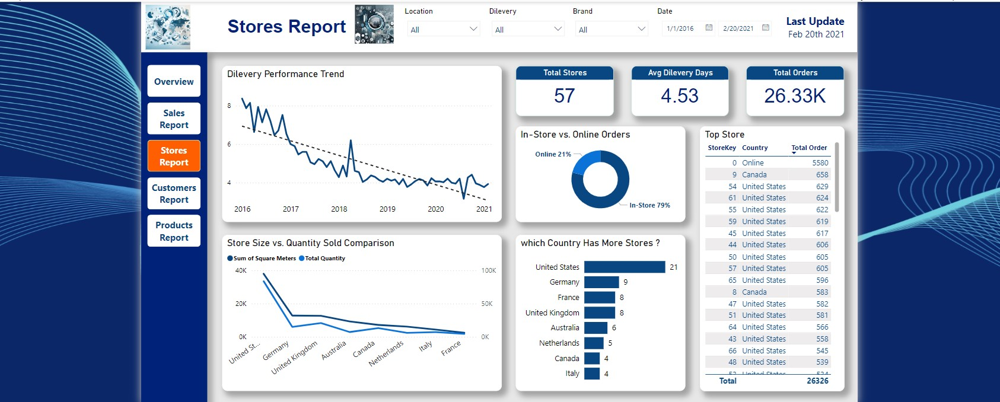 Stores Report
Location
All
Dilevery
All
Brand
All
Date
1/1/2016
2/20/2021
Last Update
Feb 20th 2021
Overview
Sales
Report
Stores
Report
Customers
Report
Products
Report
Dilevery Performance Trend
8
6
4
2016 2017 2018 2019 2020 2021
Total Stores
57
Avg Dilevery Days
4.53
Total Orders
26.33K
In-Store vs. Online Orders
Online 21%
In-Store 79%
Top Store
StoreKey Country Total Order
0 Online 5580
9 Canada 658
54 United States 629
61 United States 624
55 United States 622
59 United States 619
45 United States 617
44 United States 606
50 United States 605
57 United States 605
65 United States 596
8 Canada 583
47 United States 582
51 United States 581
64 United States 566
43 United States 558
66 United States 545
48 United States 539
Total 26326
Store Size vs. Quantity Sold Comparison
Sum of Square Meters Total Quantity
40K 100K
20K 50K
0K 0K
United St... Germany United Kingdom Australia Canada Netherlands Italy France
which Country Has More Stores ?
United States 21
Germany 9
France 8
United Kingdom 8
Australia 6
Netherlands 5
Canada 4
Italy 4